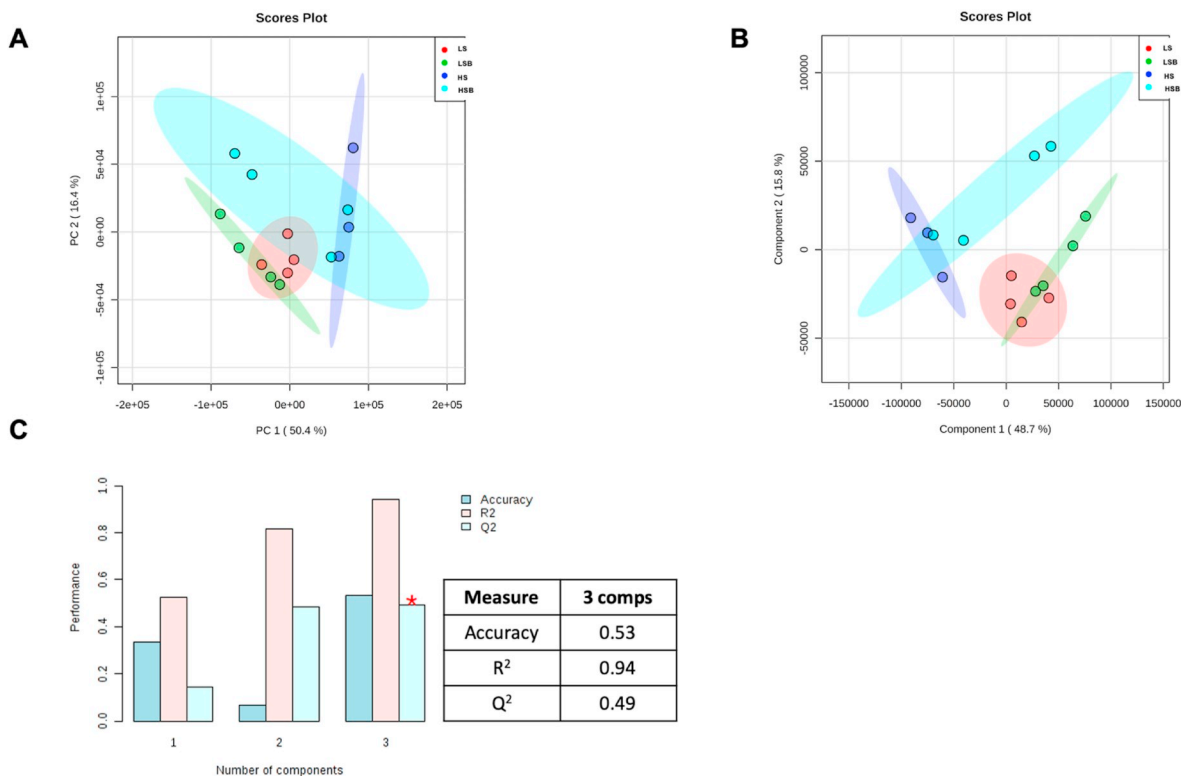 A
Scores Plot
LS
LSB
HS
HSB
PC 2 ( 16.4 %)
1e+05
5e+04
0e+00
-5e+04
-1e+05
-2e+05 -1e+05 0e+00 1e+05 2e+05
PC 1 ( 50.4 %)
B
Scores Plot
LS
LSB
HS
HSB
Component 2 ( 15.8 %)
100000
50000
0
-50000
-150000 -100000 -50000 0 50000 100000 150000
Component 1 ( 48.7 %)
C
Performance
1.0
0.8
0.6
0.4
0.2
0.0
Accuracy
R2
Q2
*
1 2 3
Number of components
Measure 3 comps
Accuracy 0.53
R² 0.94
Q² 0.49